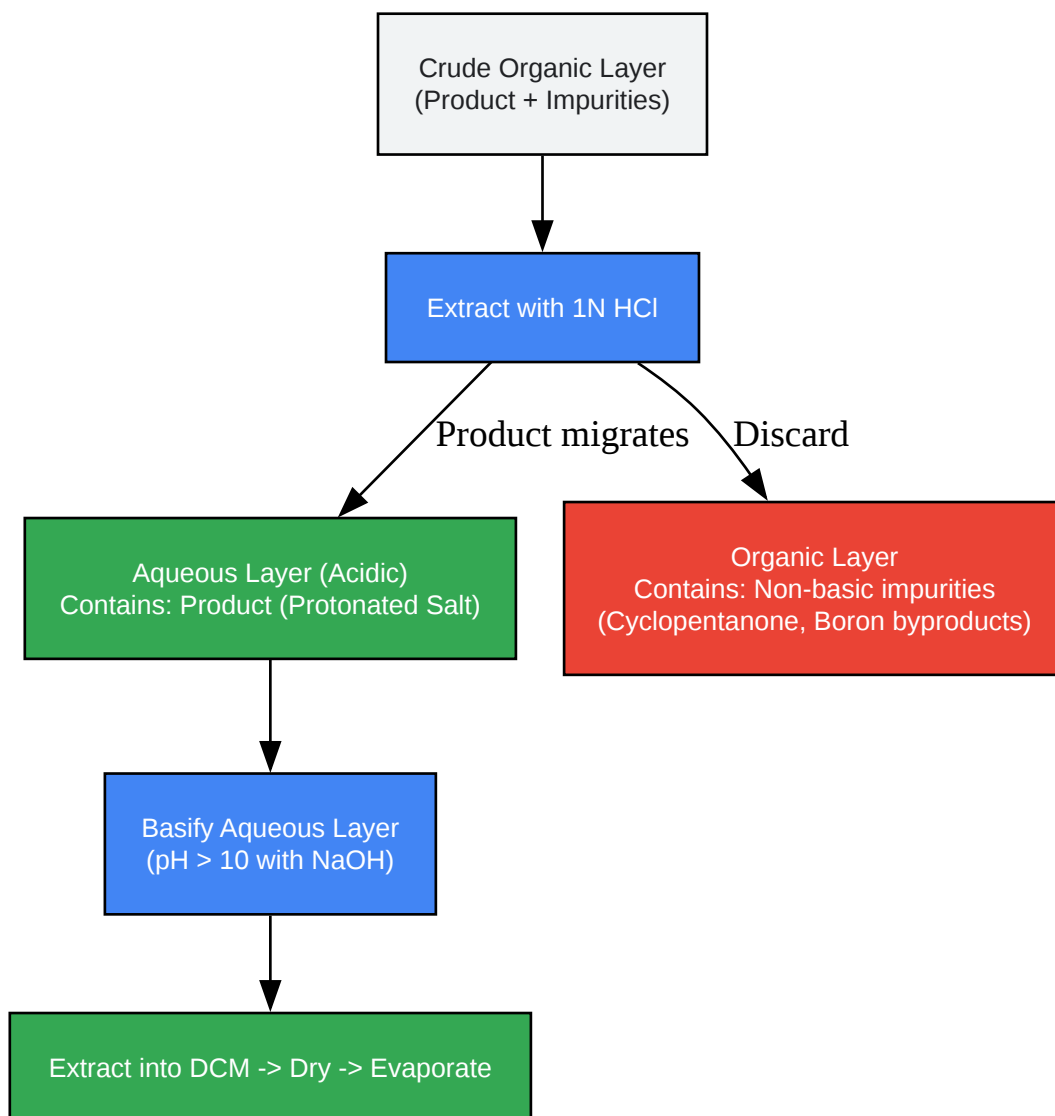 Crude Organic Layer
(Product + Impurities)
Extract with 1N HCl
Product migrates
Discard
Aqueous Layer (Acidic)
Contains: Product (Protonated Salt)
Organic Layer
Contains: Non-basic impurities
(Cyclopentanone, Boron byproducts)
Basify Aqueous Layer
(pH > 10 with NaOH)
Extract into DCM -> Dry -> Evaporate